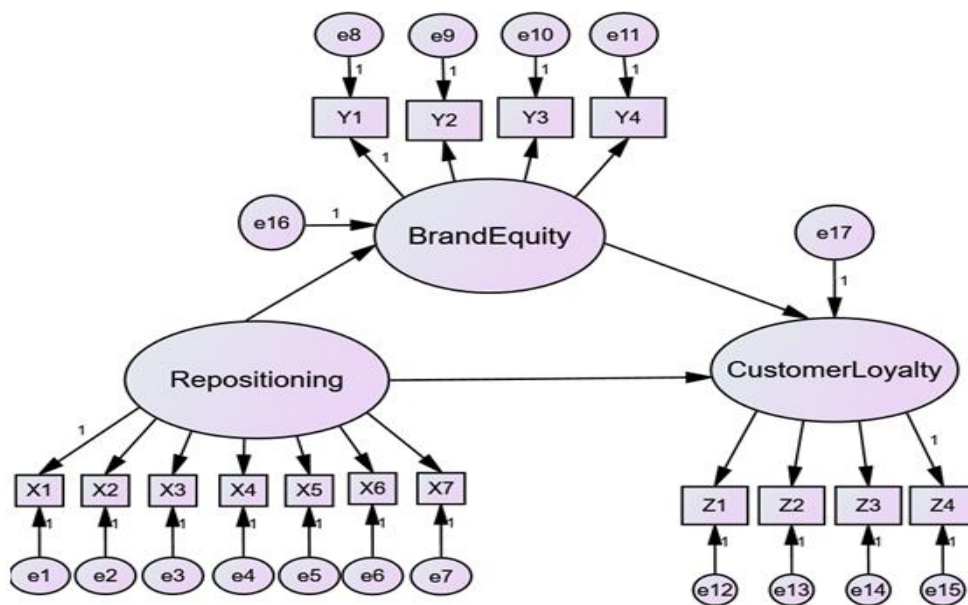 e8 e9 e10 e11
1 1 1 1
Y1 Y2 Y3 Y4
1
e16 1 BrandEquity e17
1
Repositioning CustomerLoyalty
1 1
X1 X2 X3 X4 X5 X6 X7 Z1 Z2 Z3 Z4
1 1 1 1 1 1 1 1 1 1 1
e1 e2 e3 e4 e5 e6 e7 e12 e13 e14 e15